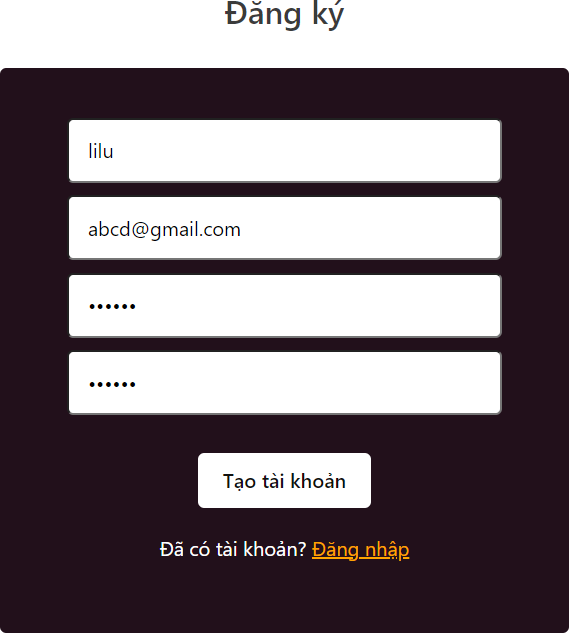 Đăng ký
lilu
abcd@gmail.com
••••••
••••••
Tạo tài khoản
Đã có tài khoản? Đăng nhập